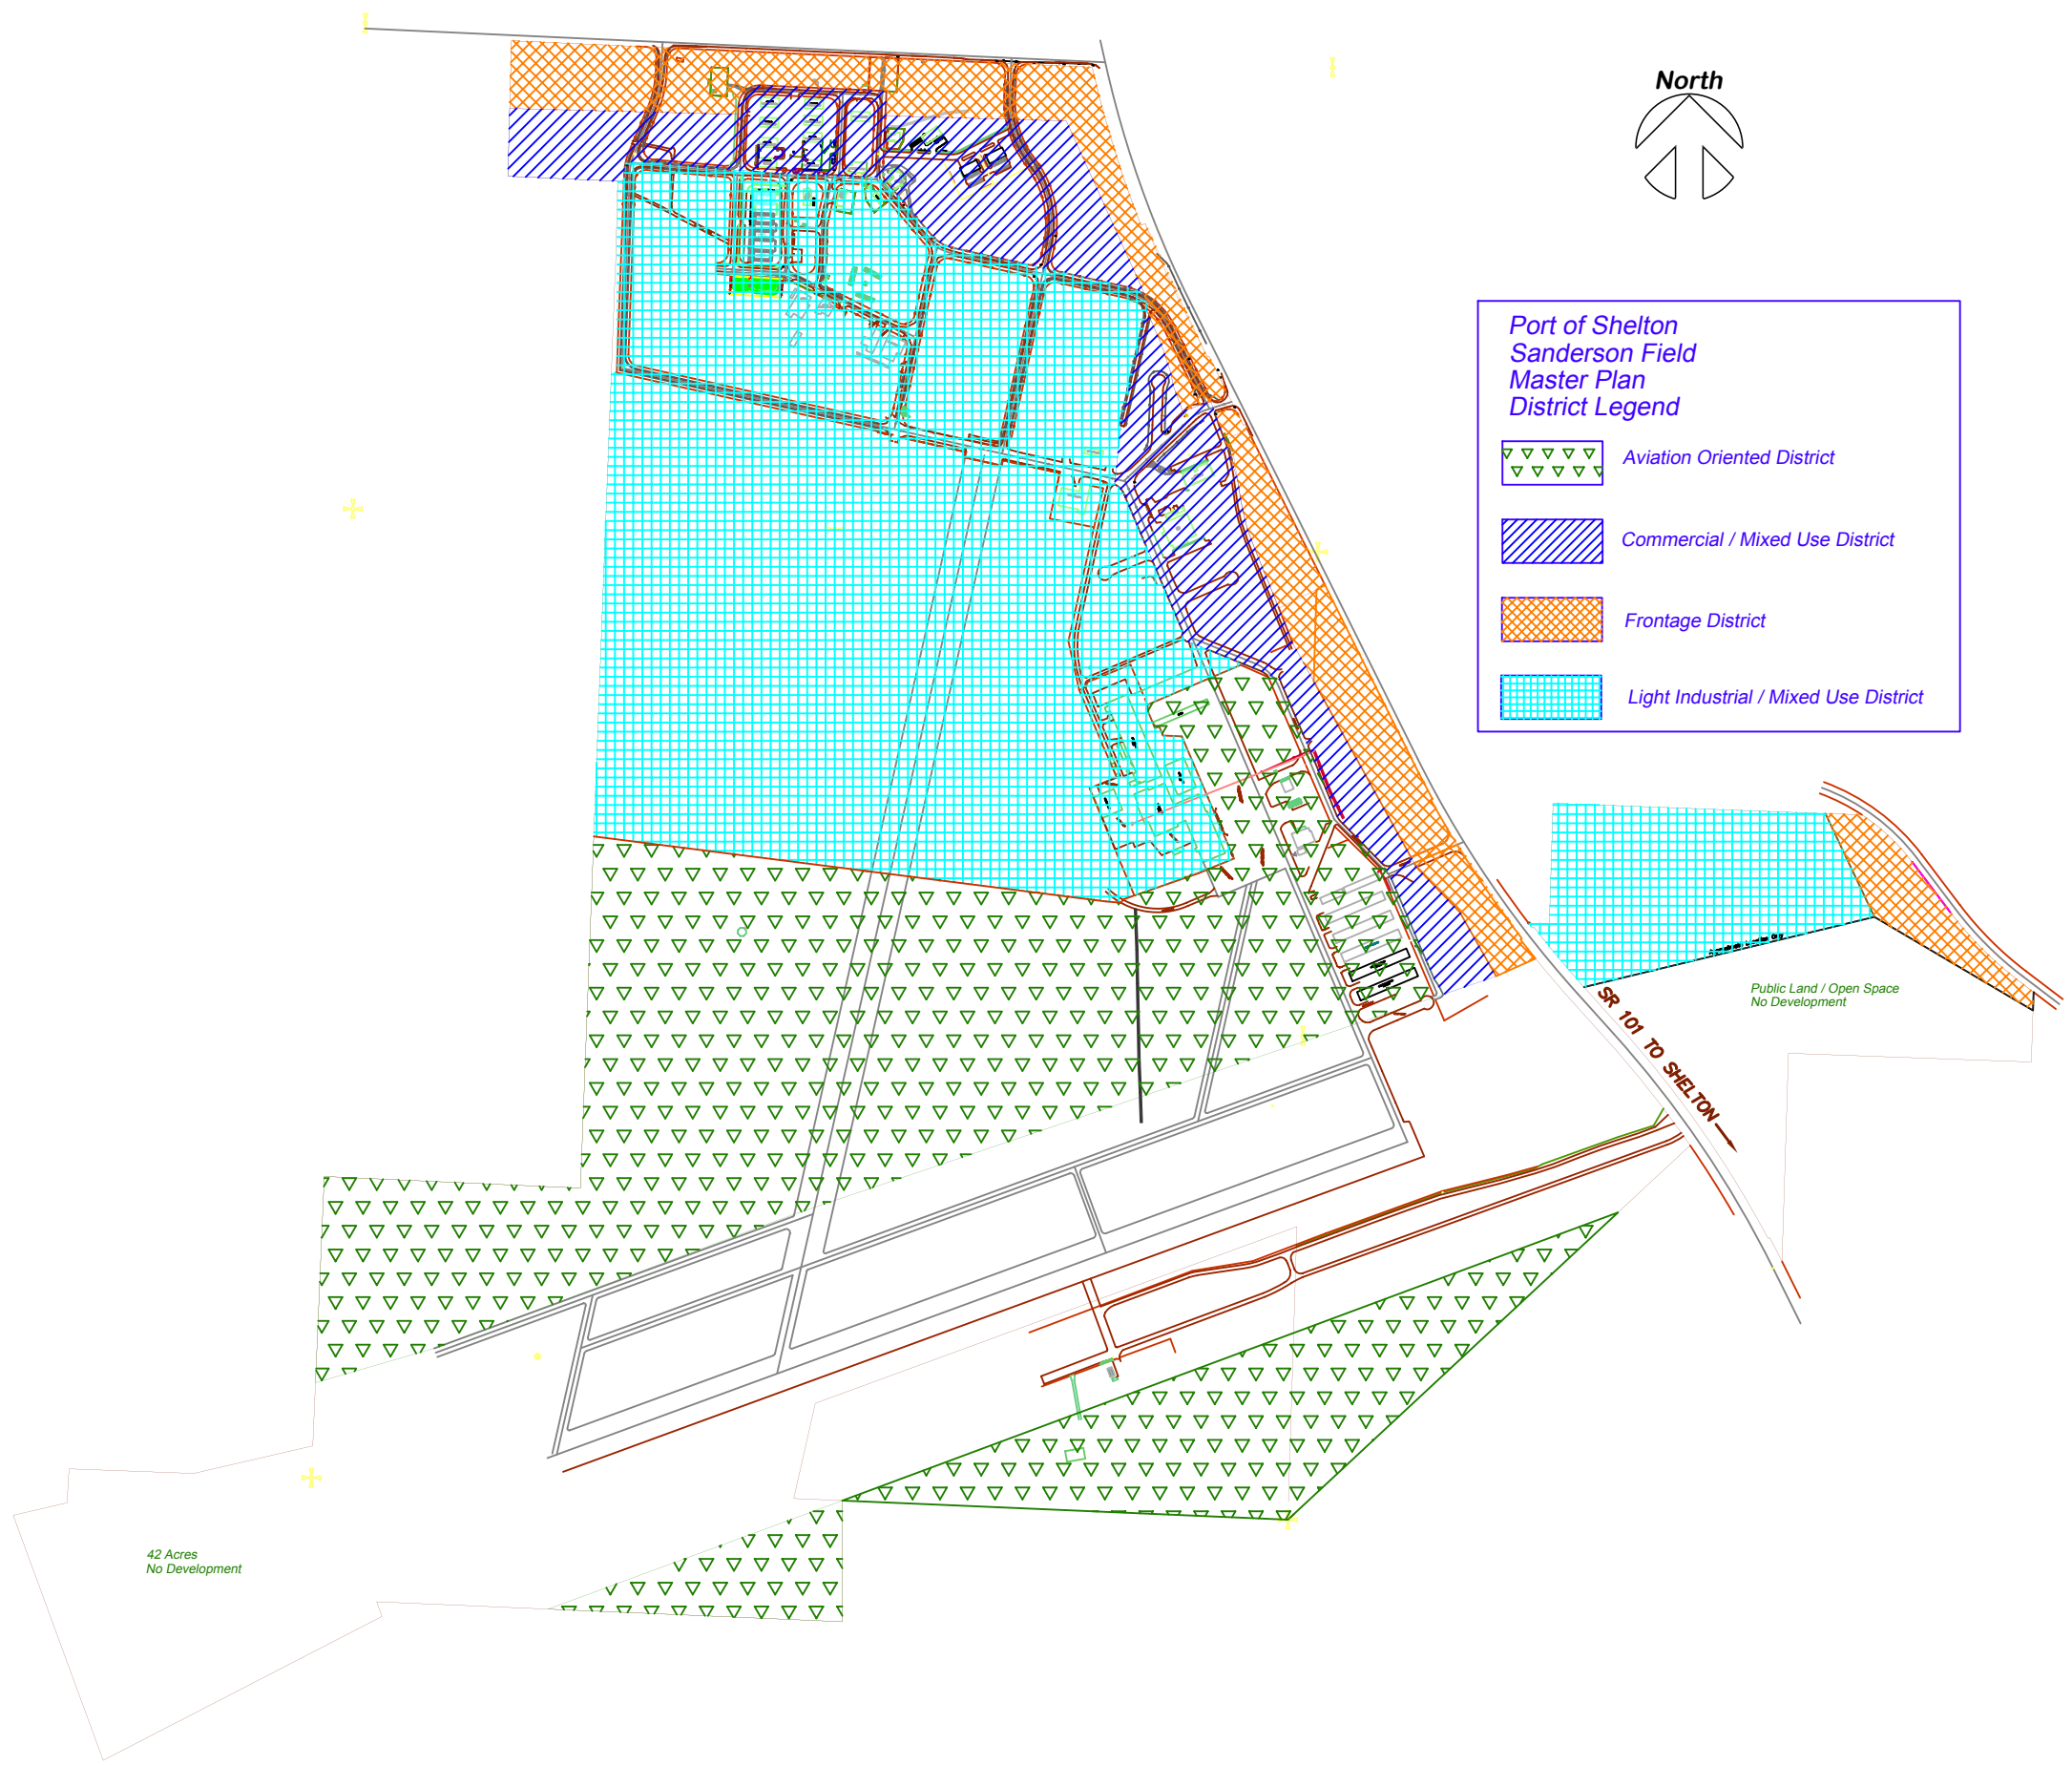 North
Port of Shelton
Sanderson Field
Master Plan
District Legend
Aviation Oriented District
Commercial / Mixed Use District
Frontage District
Light Industrial / Mixed Use District
Public Land / Open Space
No Development
SR 101 TO SHELTON
42 Acres
No Development